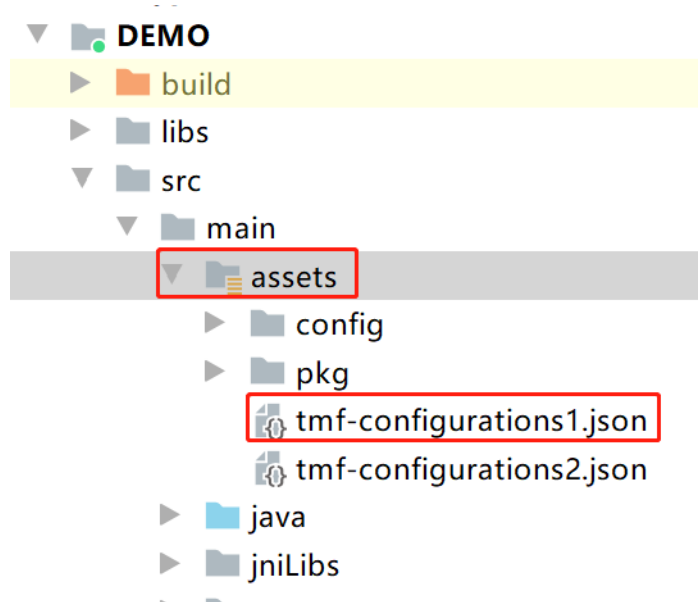 DEMO
build
libs
src
main
assets
config
pkg
tmf-configurations1.json
tmf-configurations2.json
java
jniLibs